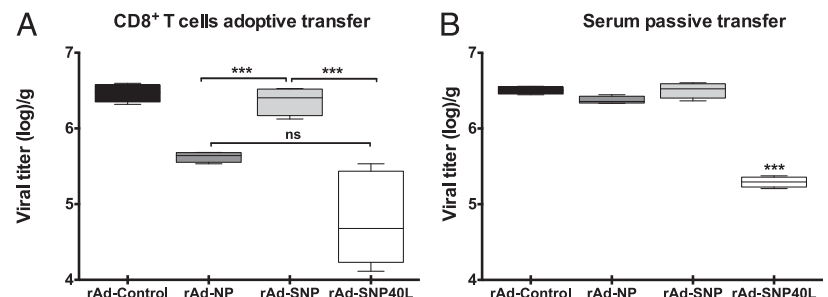 A
CD8+ T cells adoptive transfer
Viral titer (log)/g
7
6
5
4
***
***
ns
rAd-Control
rAd-NP
rAd-SNP
rAd-SNP40L
B
Serum passive transfer
Viral titer (log)/g
7
6
5
4
***
rAd-Control
rAd-NP
rAd-SNP
rAd-SNP40L